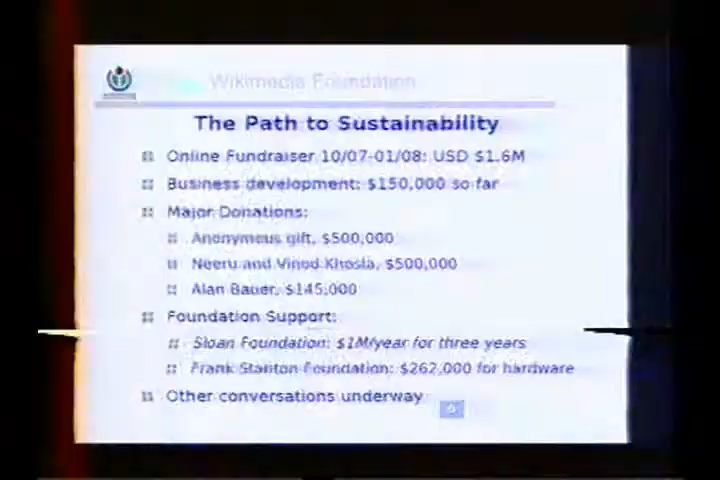 Wikimedia Foundation
The Path to Sustainability
Online Fundraiser 10/07-01/08: USD $1.6M
Business development: $150,000 so far
Major Donations:
Anonymous gift, $500,000
Neeru and Vinod Khosla, $500,000
Alan Bauer, $145,000
Foundation Support:
Sloan Foundation: $1M/year for three years
Frank Stanton Foundation: $262,000 for hardware
Other conversations underway